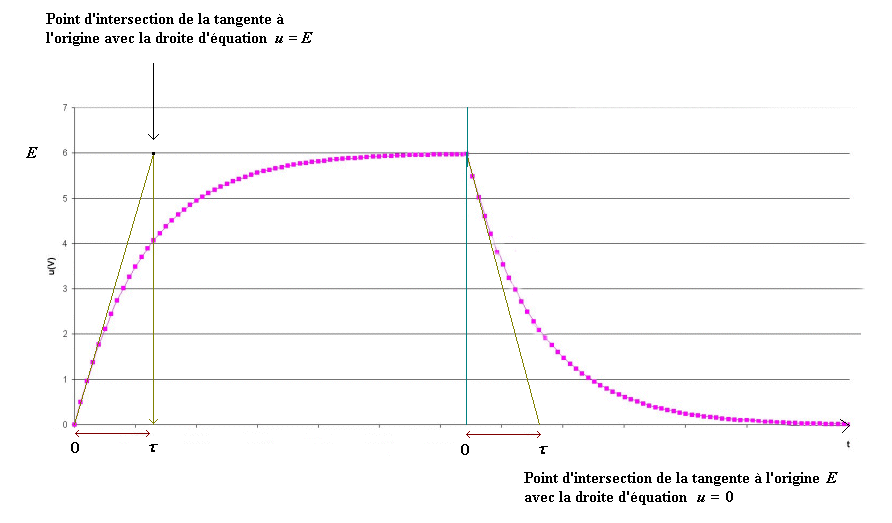 Point d'intersection de la tangente à
l'origine avec la droite d'équation u = E
7
E
6
5
4
u(V)
3
2
1
0
0
τ
0
τ
t
Point d'intersection de la tangente à l'origine E
avec la droite d'équation u = 0